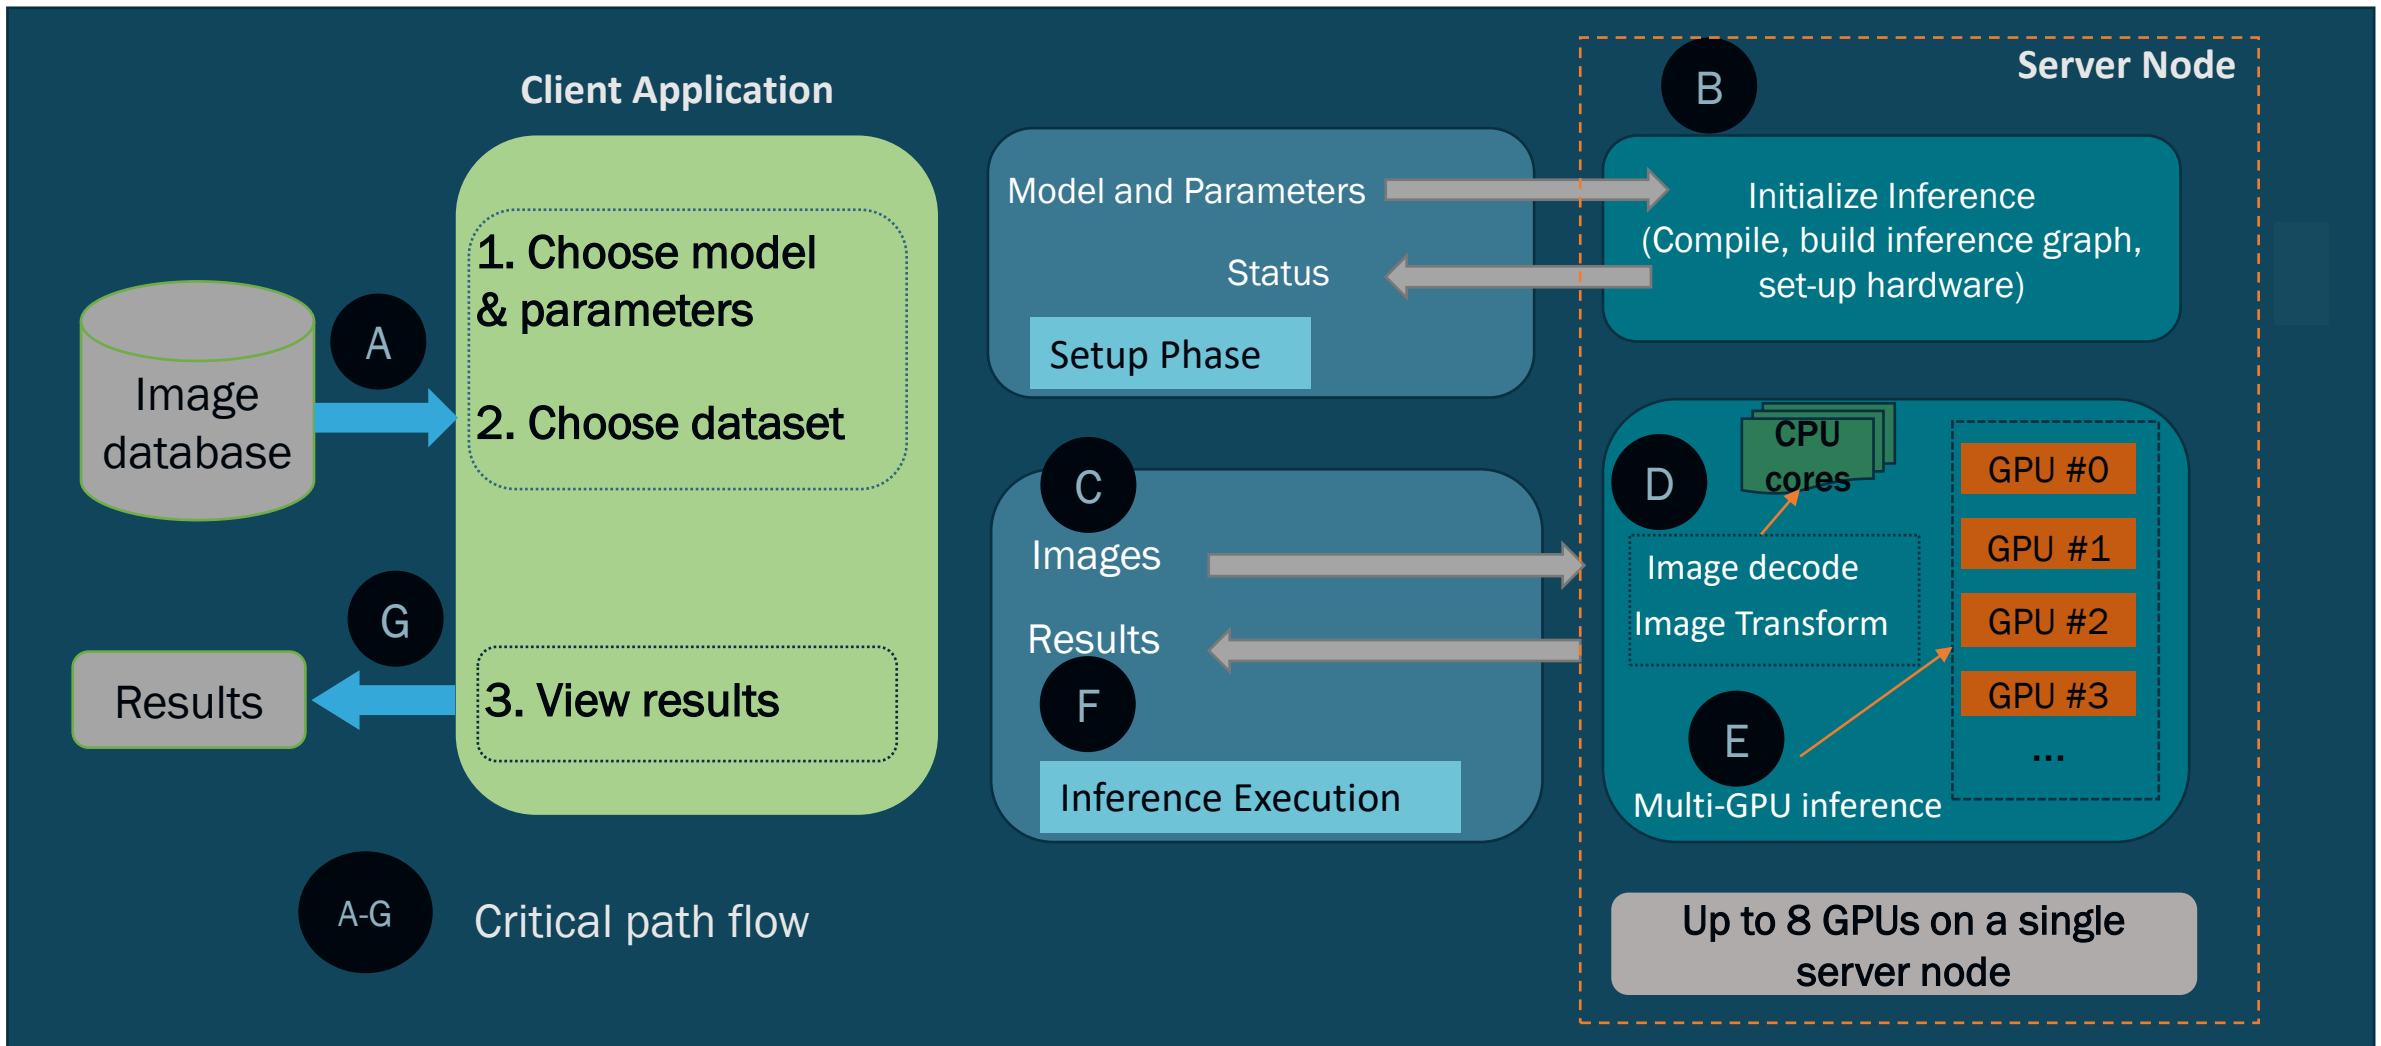 Client Application
Server Node
A
B
C
D
E
F
G
Image
database
Results
1. Choose model
& parameters
2. Choose dataset
3. View results
Model and Parameters
Status
Setup Phase
Initialize Inference
(Compile, build inference graph,
set-up hardware)
Images
Results
Inference Execution
CPU
cores
Image decode
Image Transform
Multi-GPU inference
GPU #0
GPU #1
GPU #2
GPU #3
...
Up to 8 GPUs on a single
server node
A-G
Critical path flow